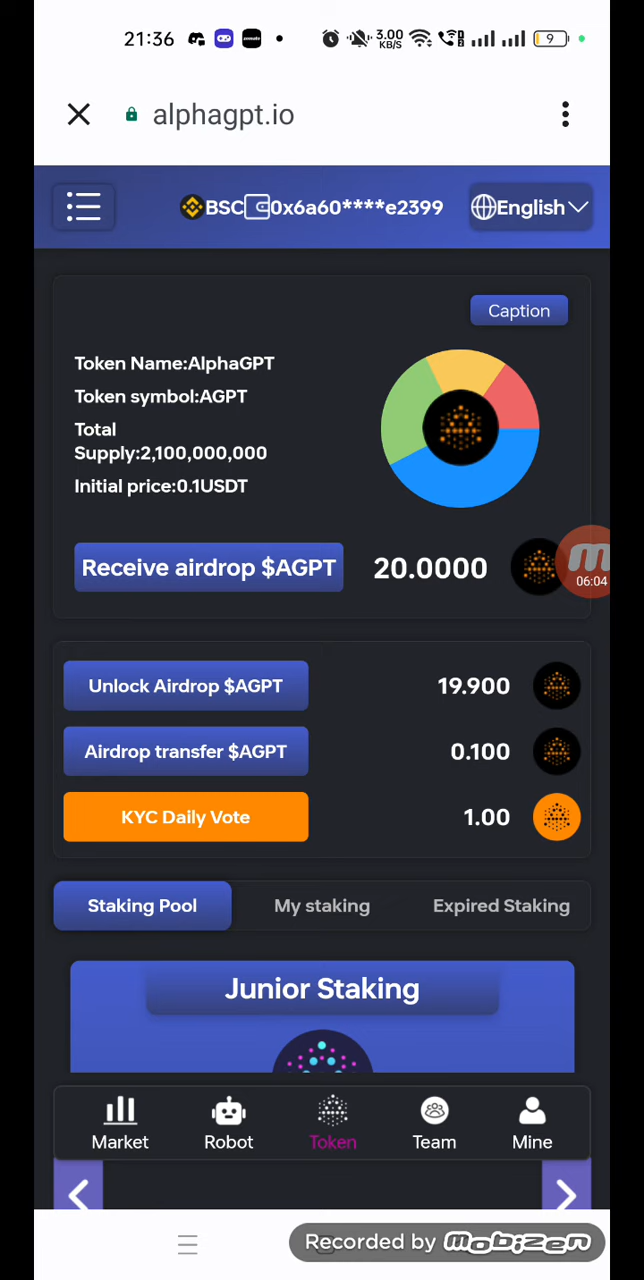 21:36
3.00
KB/S
9
alphagpt.io
BSC 0x6a60****e2399
English
Caption
Token Name:AlphaGPT
Token symbol:AGPT
Total
Supply:2,100,000,000
Initial price:0.1USDT
Receive airdrop $AGPT 20.0000
06:04
Unlock Airdrop $AGPT 19.900
Airdrop transfer $AGPT 0.100
KYC Daily Vote 1.00
Staking Pool My staking Expired Staking
Junior Staking
Market Robot Token Team Mine
Recorded by mobizen